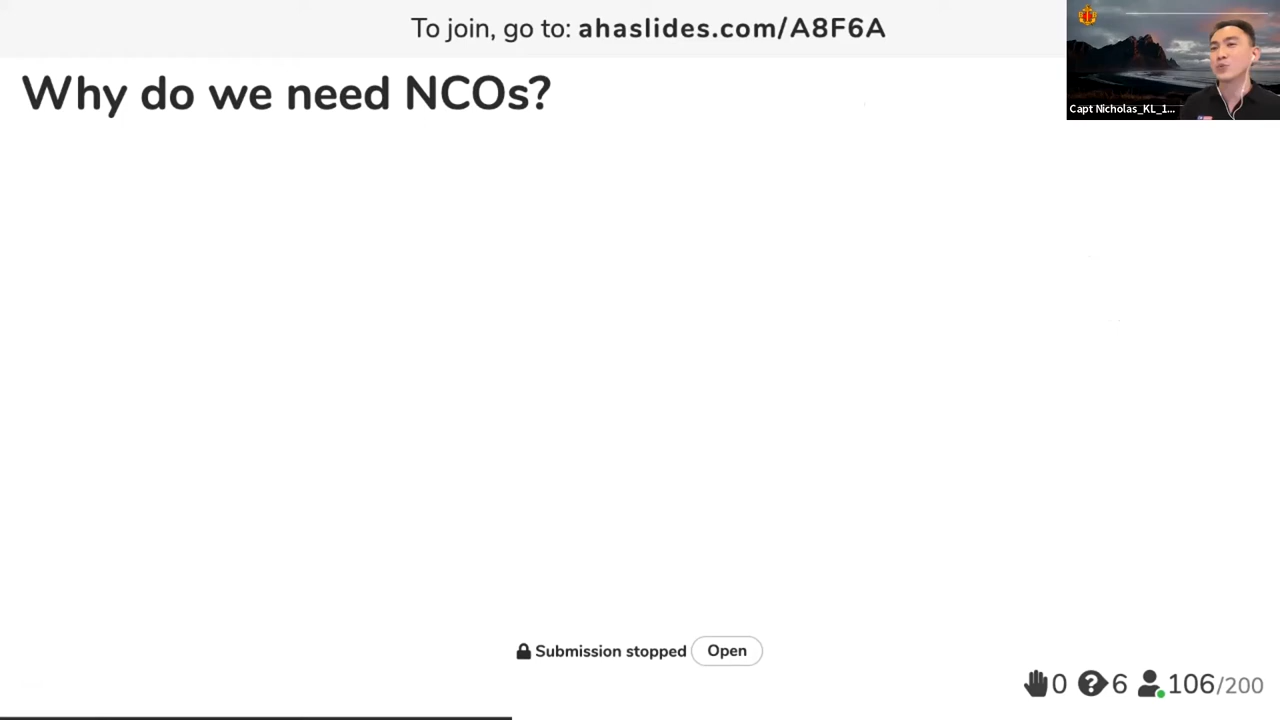 To join, go to: ahaslides.com/A8F6A
Capt Nicholas_KL_1...
Why do we need NCOs?
Submission stopped Open
0 6 106/200